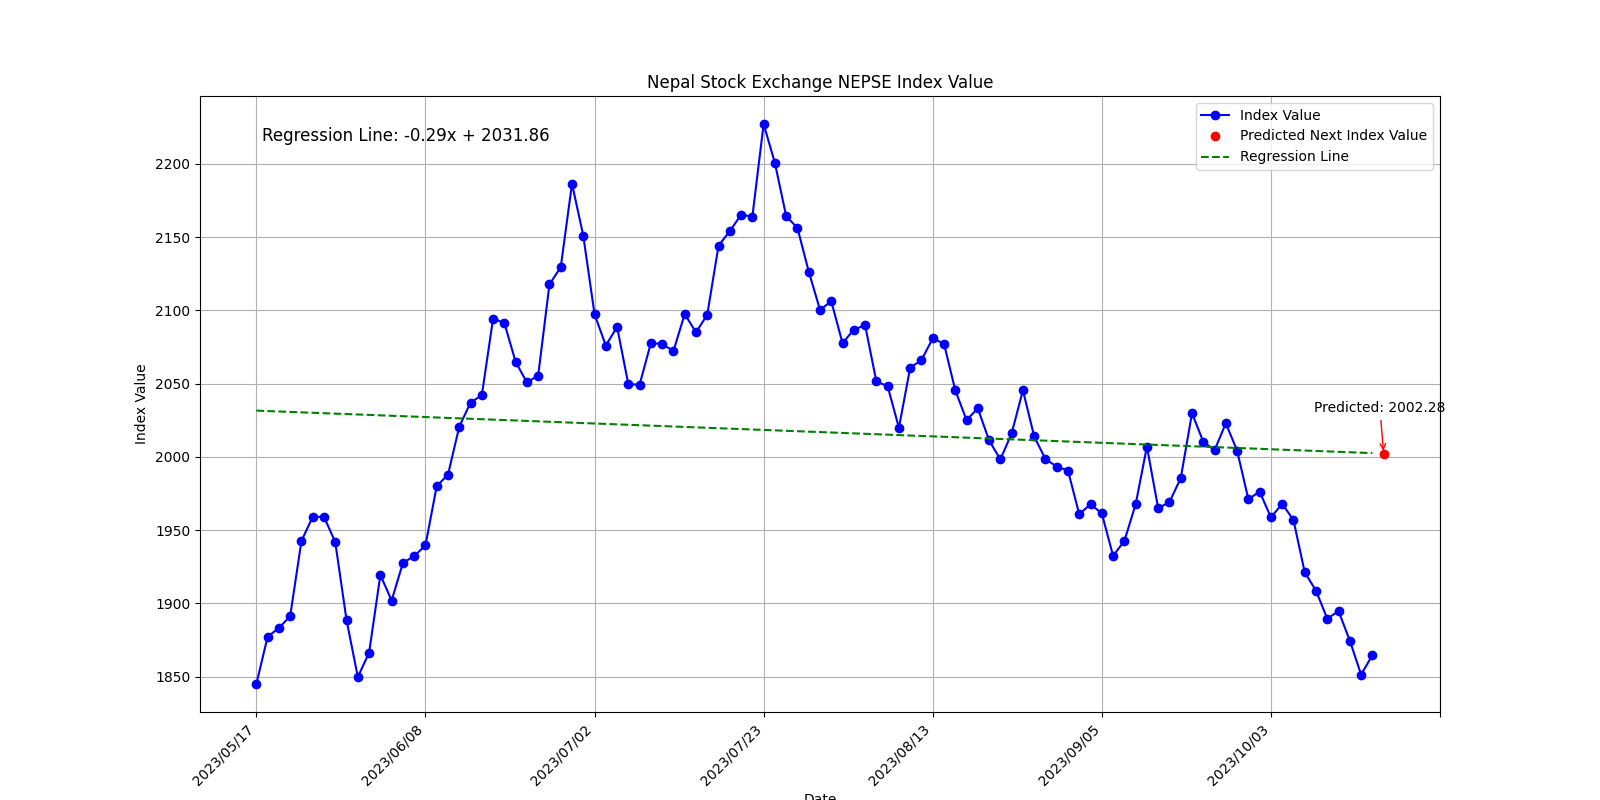 Nepal Stock Exchange NEPSE Index Value
Regression Line: -0.29x + 2031.86
Index Value
Predicted Next Index Value
Regression Line
2200
2150
2100
2050
2000
1950
1900
1850
Index Value
Predicted: 2002.28
2023/05/17
2023/06/08
2023/07/02
2023/07/23
2023/08/13
2023/09/05
2023/10/03
Date